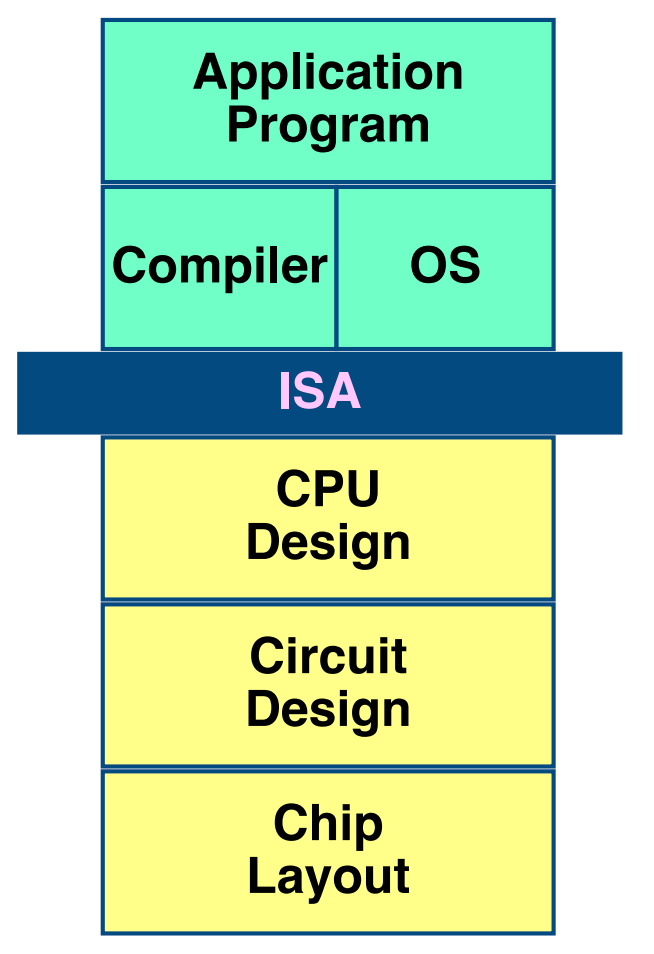 Application
Program
Compiler
OS
ISA
CPU
Design
Circuit
Design
Chip
Layout